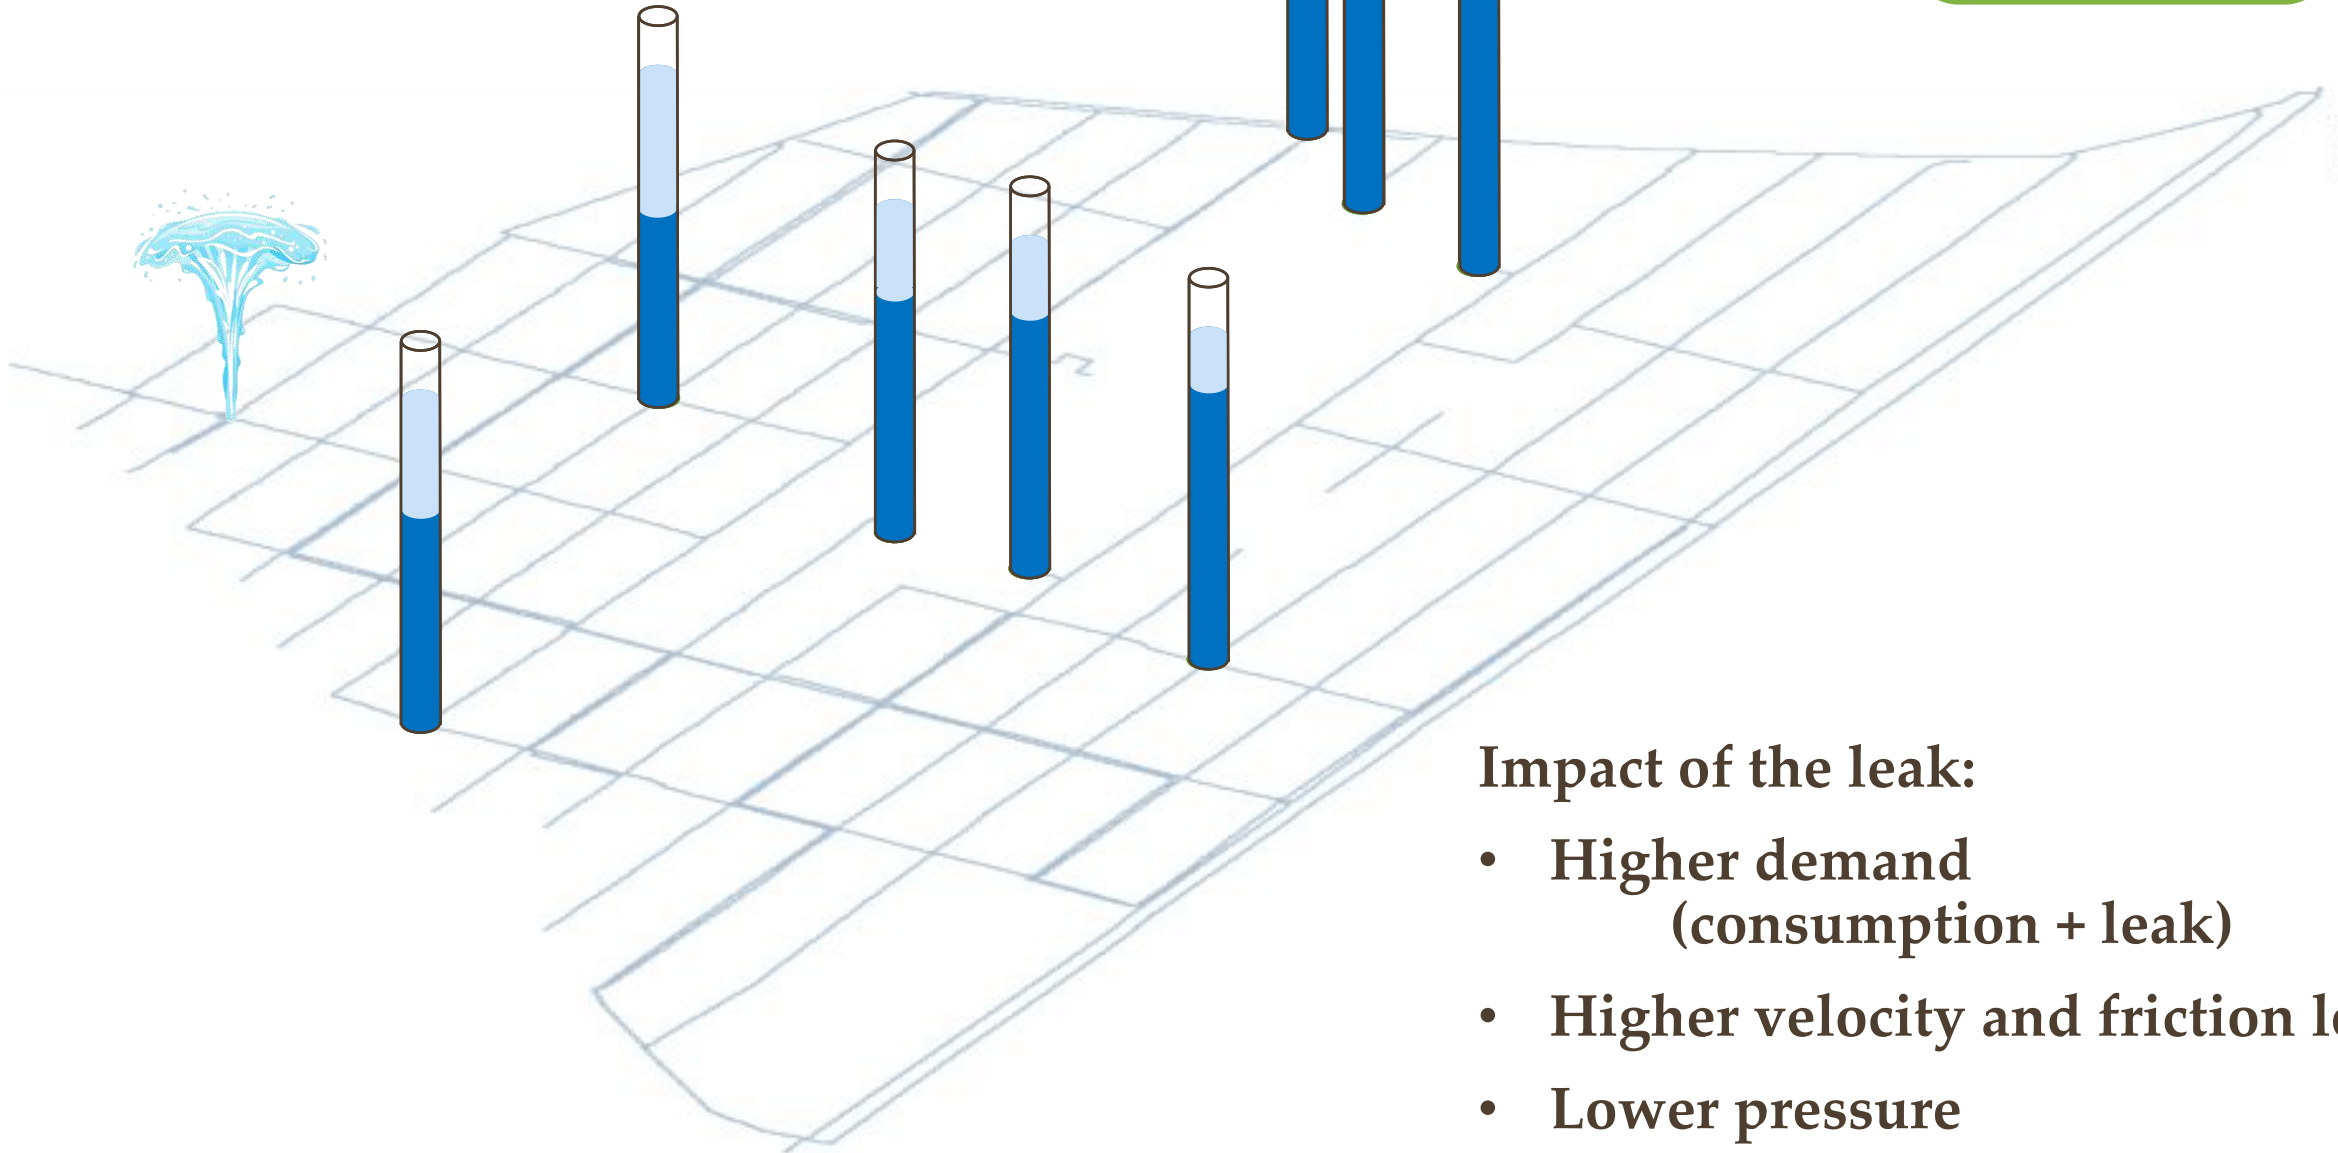 Impact of the leak:
• Higher demand
(consumption + leak)
• Higher velocity and friction
• Lower pressure